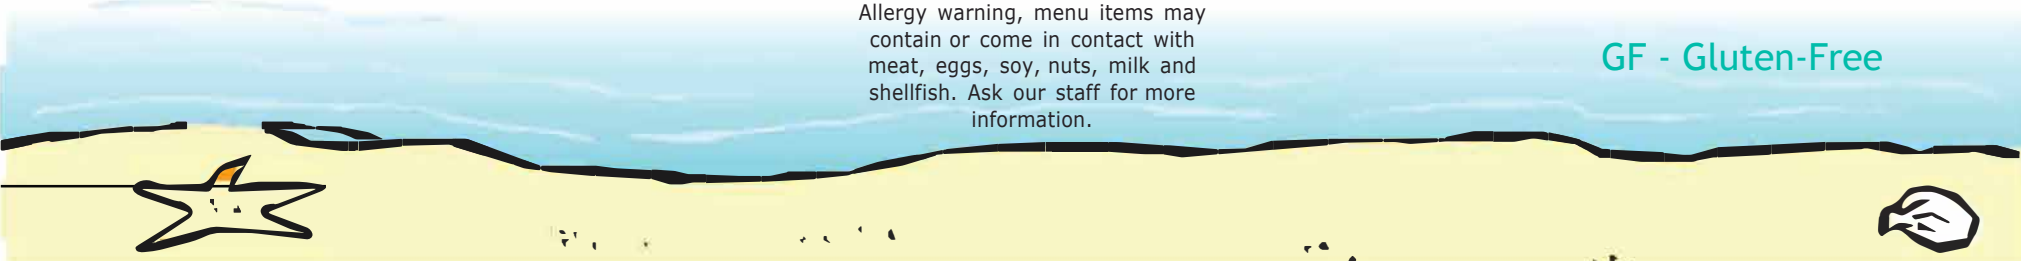 Allergy warning, menu items may
contain or come in contact with
meat, eggs, soy, nuts, milk and
shellfish. Ask our staff for more
information.
GF - Gluten-Free